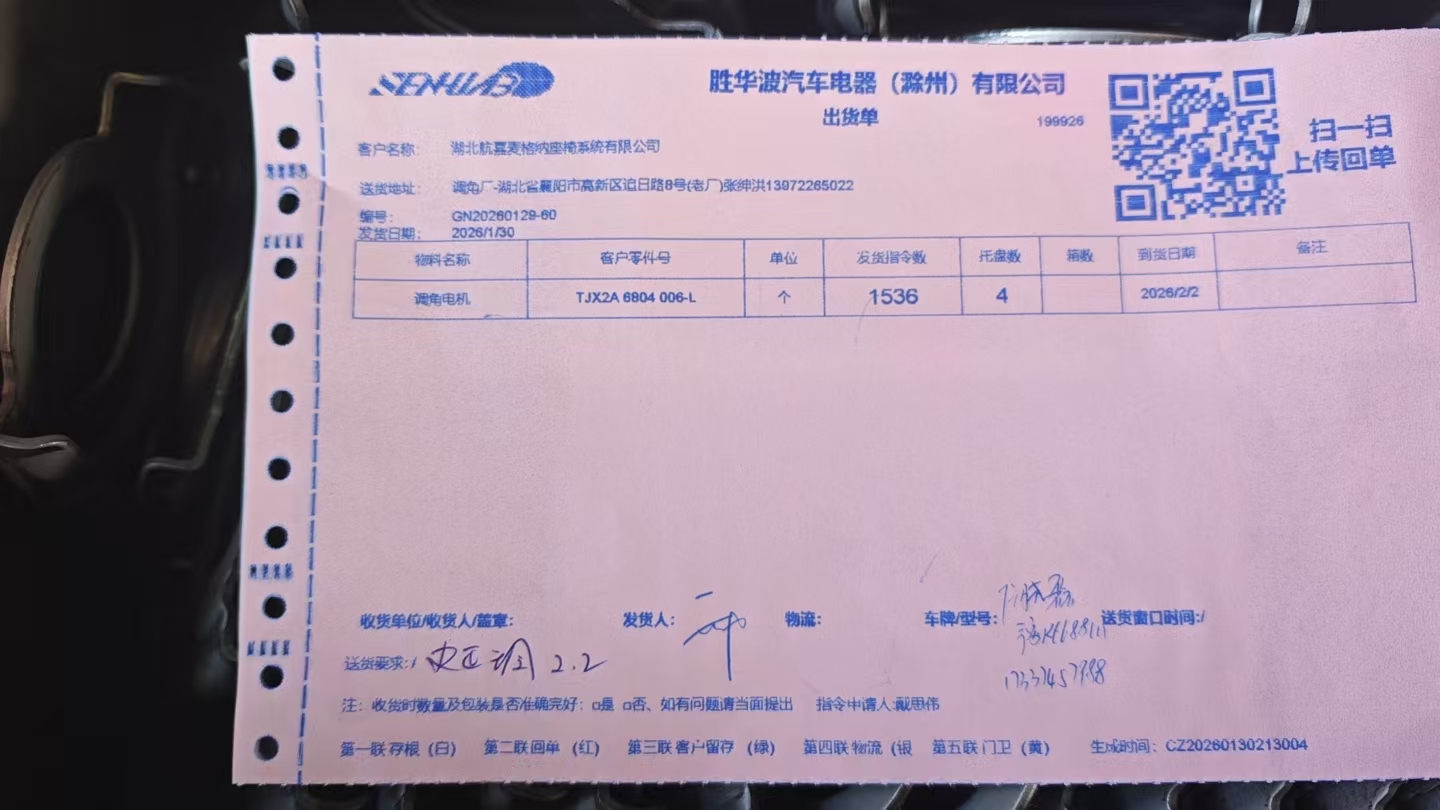 SENHUABO
胜华波汽车电器（滁州）有限公司
出货单
199926
扫一扫
上传回单
客户名称： 湖北航嘉麦格纳座椅系统有限公司
送货地址： 调角厂-湖北省襄阳市高新区追日路8号(老厂)张绅洪13972265022
编号： GN20260129-60
发货日期： 2026/1/30
物料名称 客户零件号 单位 发货指令数 托盘数 箱数 到货日期 备注
调角电机 TJX2A 6804 006-L 个 1536 4 2026/2/2
收货单位/收货人/盖章： 发货人： 物流： 车牌/型号： 送货窗口时间:/
送货要求:/ 2.2
注： 收货时数量及包装是否准确完好：□是 □否、如有问题请当面提出 指令申请人:戴思伟
第一联存根（白） 第二联回单 （红） 第三联客户留存 （绿） 第四联物流（银 第五联门卫（黄） 生成时间：CZ20260130213004